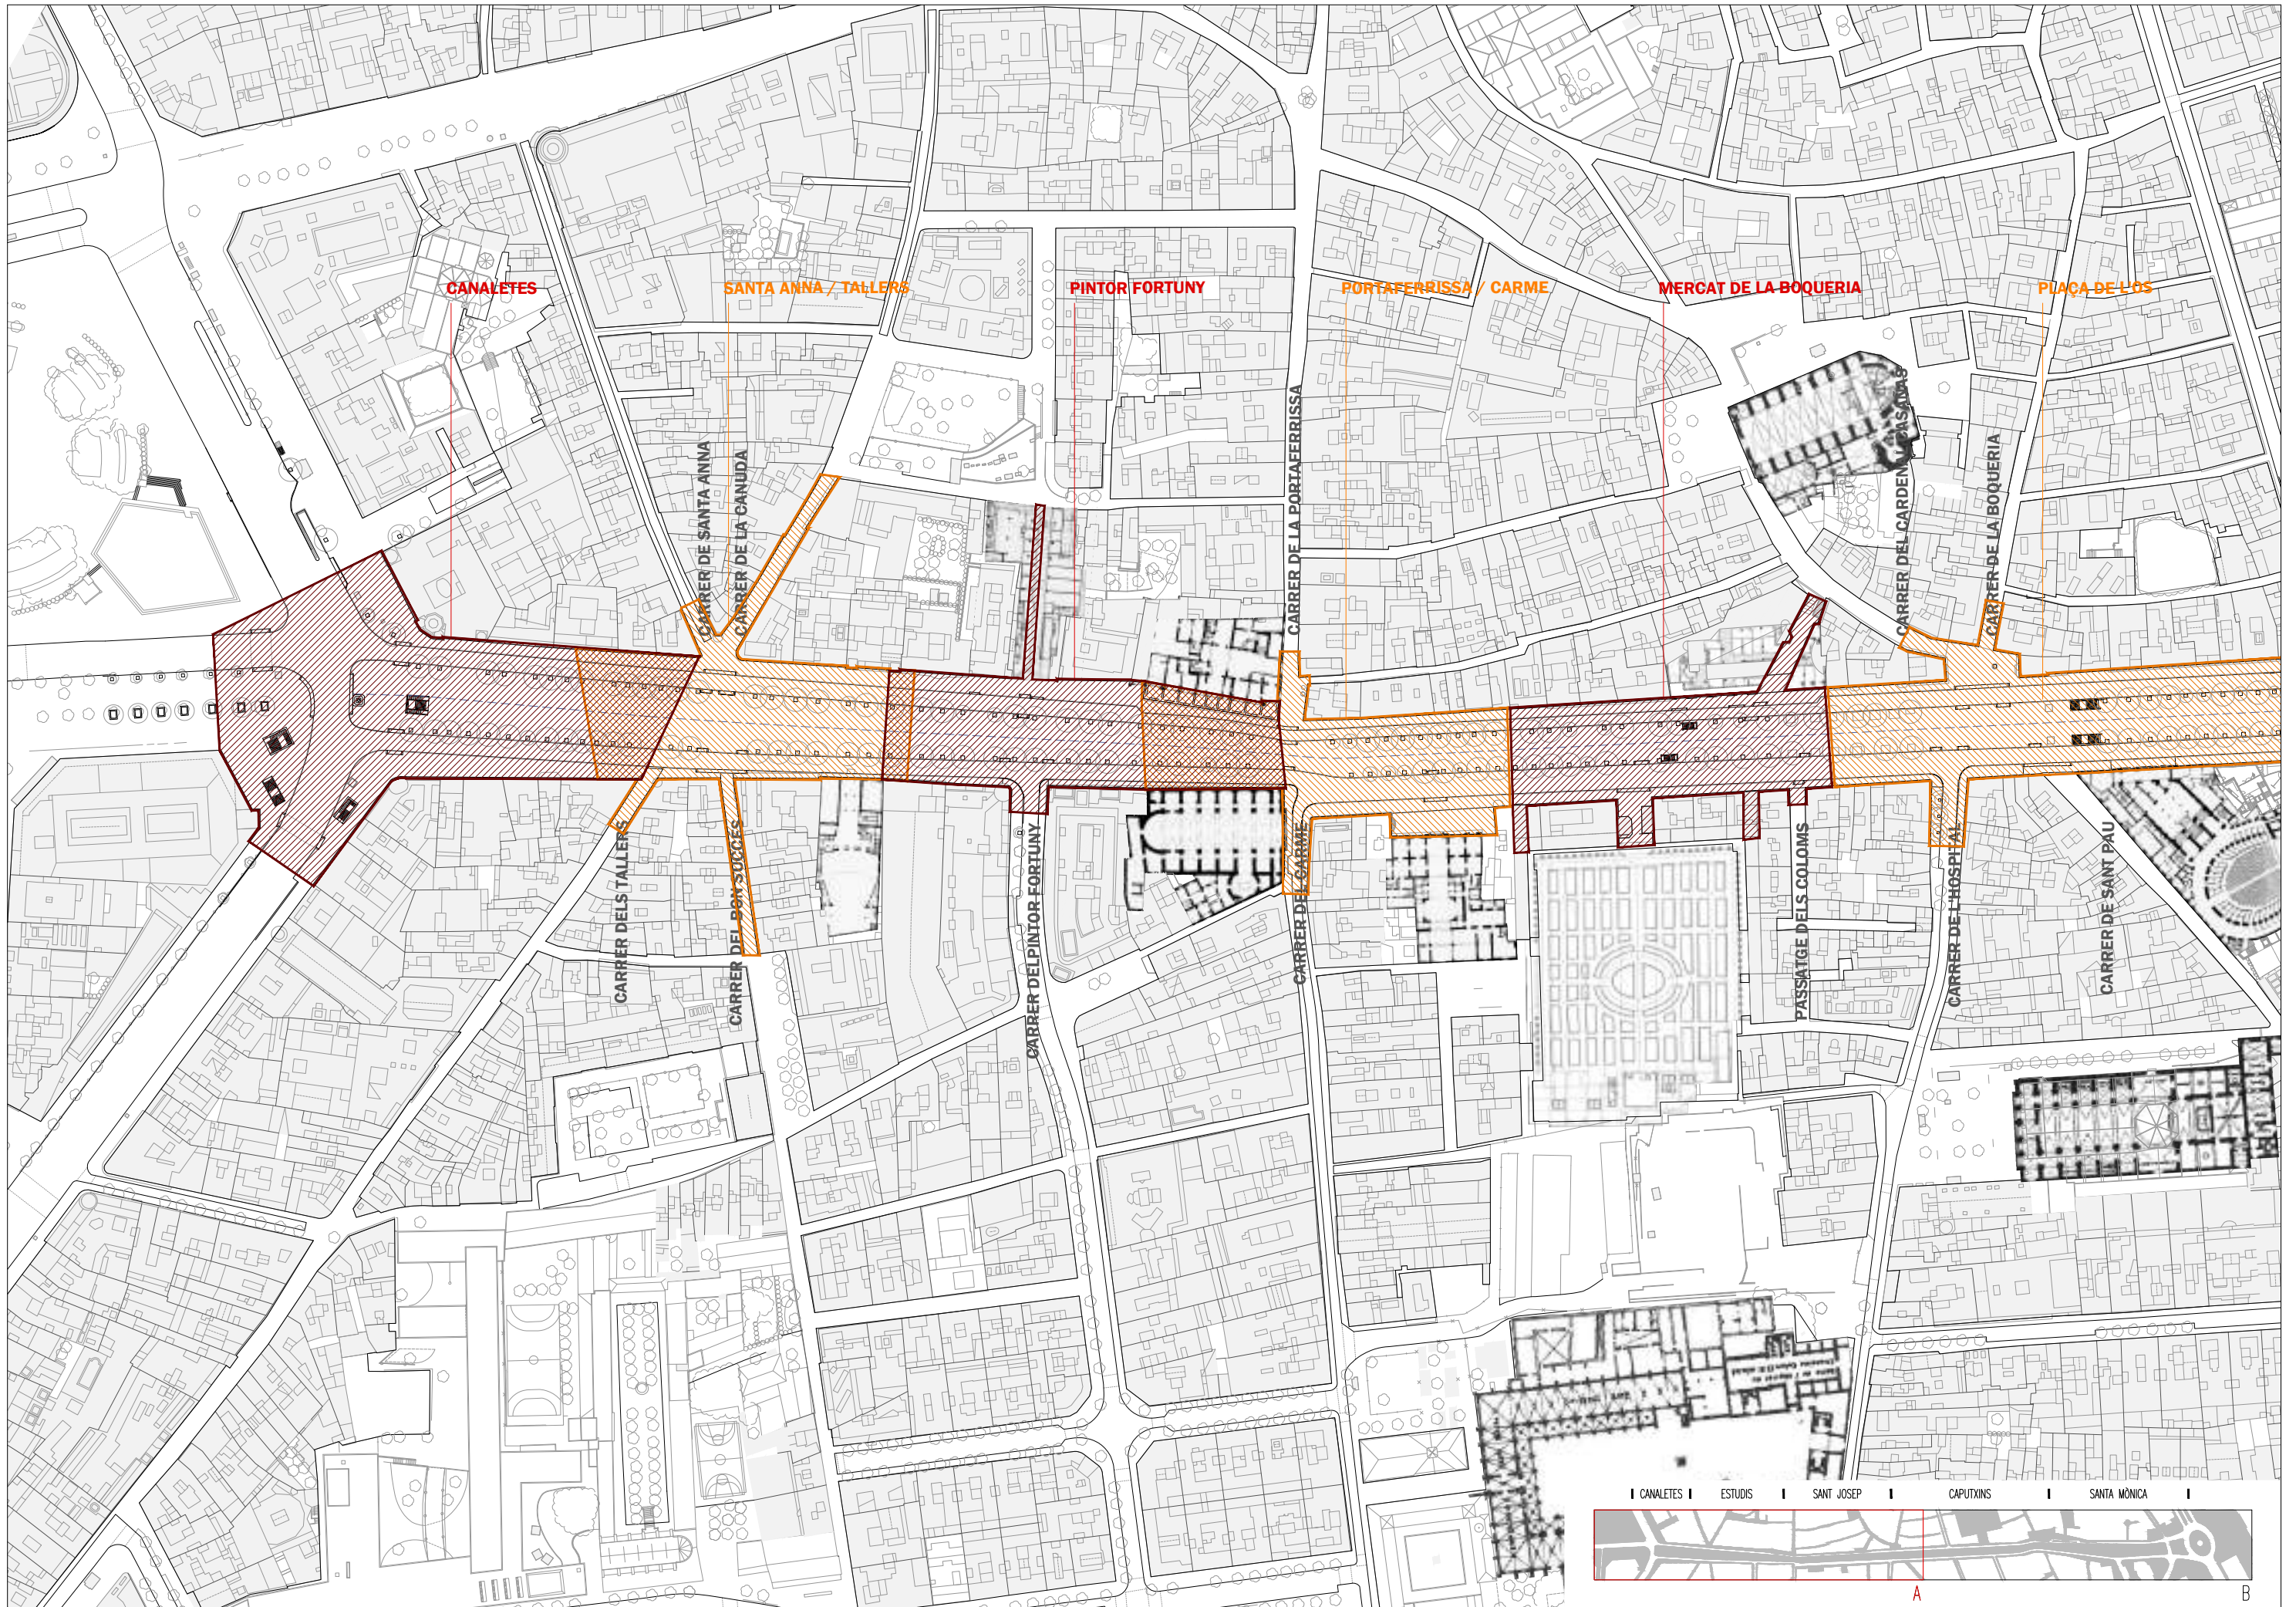 CANALETES
SANTA ANNA / TALLERS
PINTOR FORTUNY
PORTAFERRISSA / CARME
MERCAT DE LA BOQUERIA
PLAÇA DE L'OS
CARRER DE SANTA ANNA
CARRER DE LA CANUDA
CARRER DE LA PORTAFERRISSA
CARRER DEL CARDENAL CASAÑAS
CARRER DE LA BOQUERIA
CARRER DELS TALLERS
CARRER DEL BON SUCCÉS
CARRER DEL PINTOR FORTUNY
CARRER DEL CARME
PASSATGE DELS COLOMS
CARRER DE L'HOSPITAL
CARRER DE SANT PAU
CANALETES
ESTUDIS
SANT JOSEP
CAPUTXINS
SANTA MÒNICA
A
B